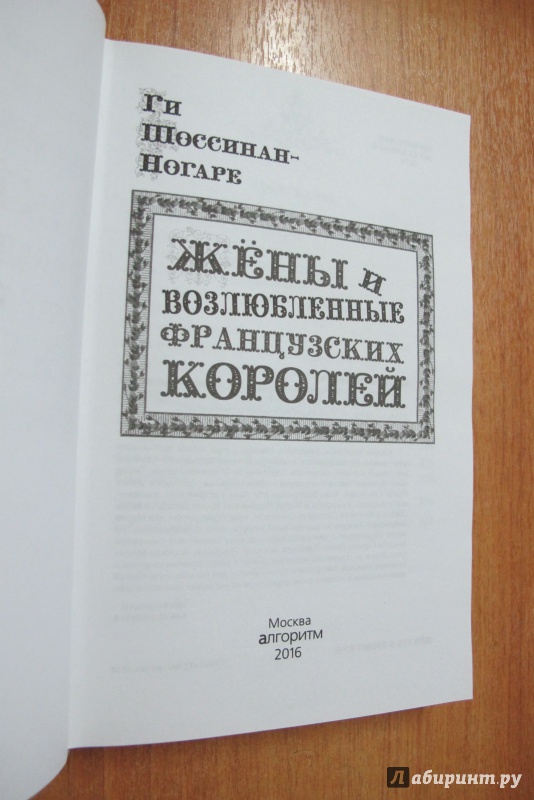 Ги
Шоссинан-
Ногаре
ЖЁНЫ И
ВОЗЛЮБЛЕННЫЕ
ФРАНЦУЗСКИХ
КОРОЛЕЙ
Москва
алгоритм
2016
Лабиринт.ру